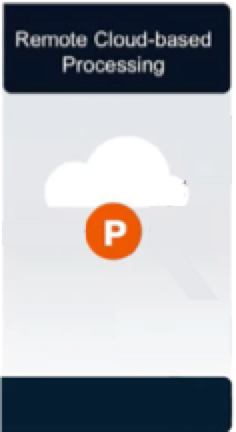 Remote Cloud-based
Processing
P